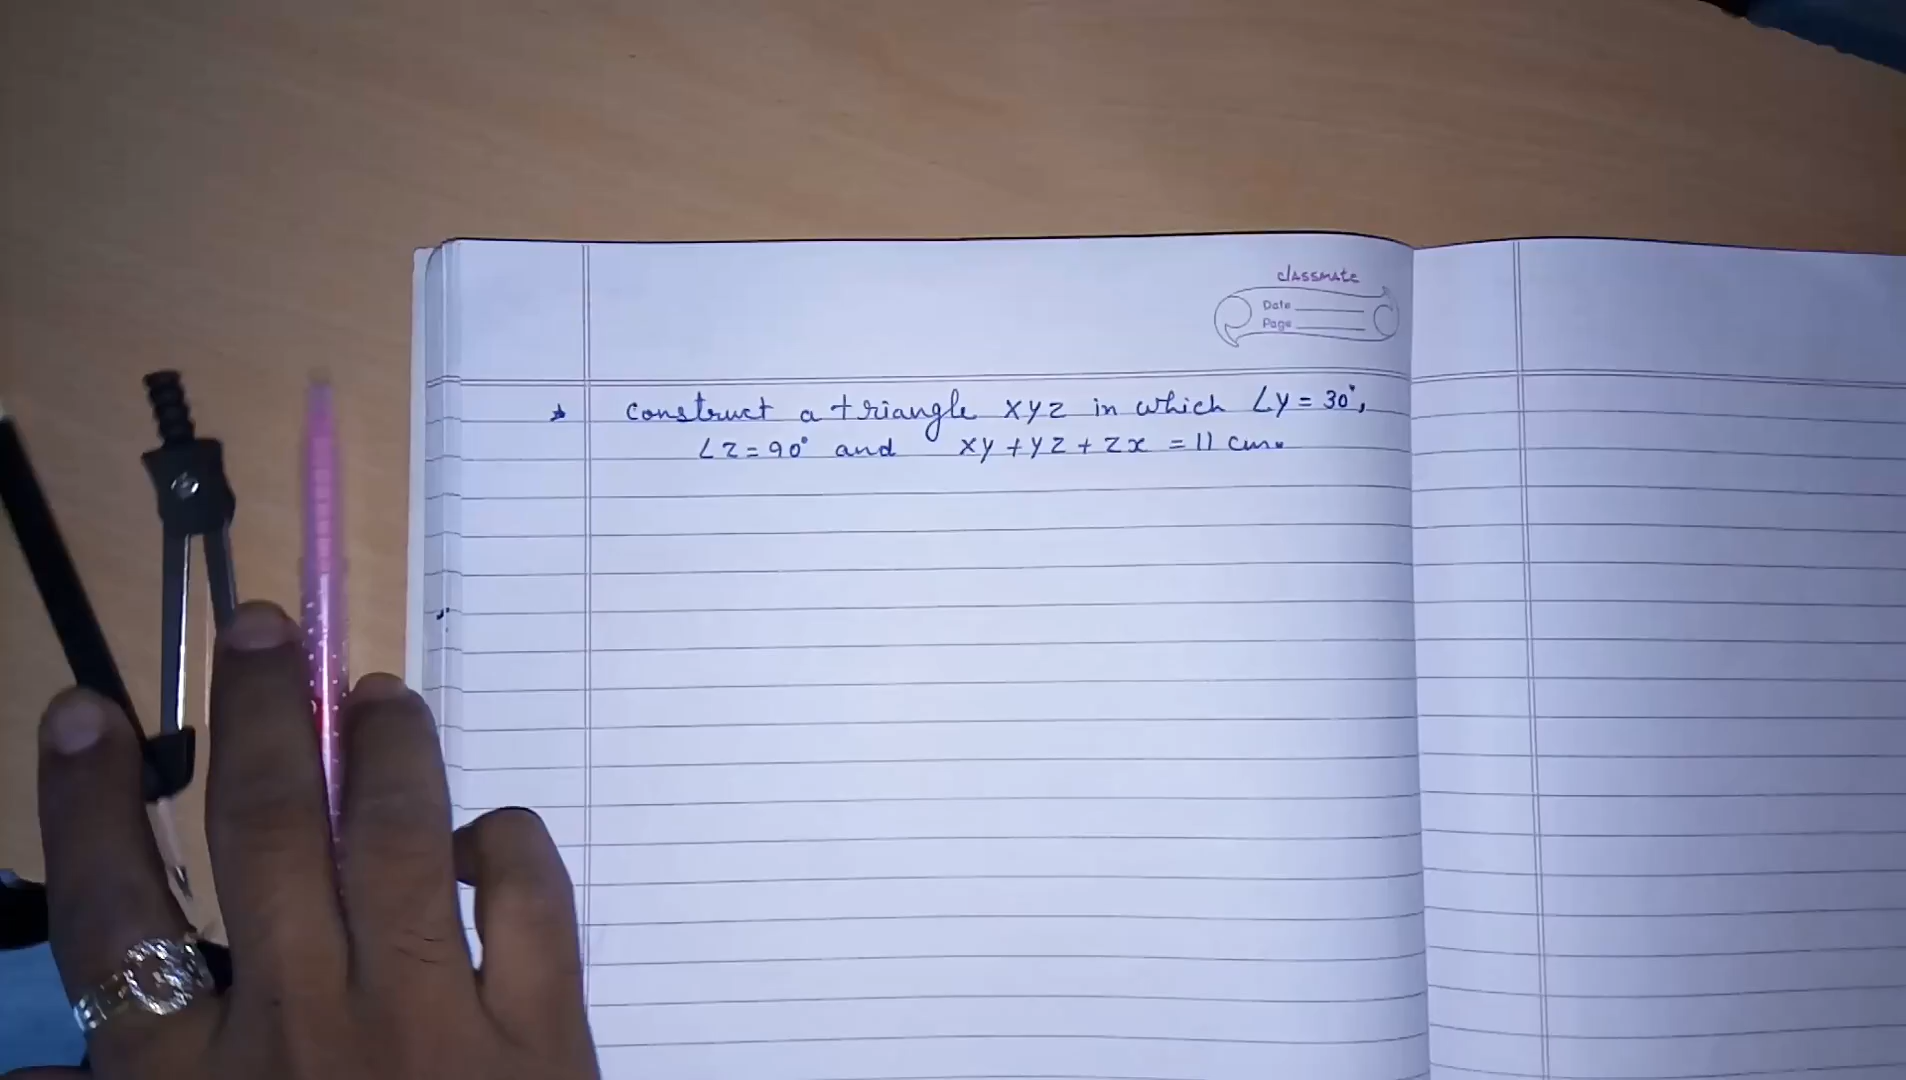 classmate
Date
Page
Construct a triangle XYZ in which ∠Y = 30°,
∠Z = 90° and XY + YZ + ZX = 11 cm.